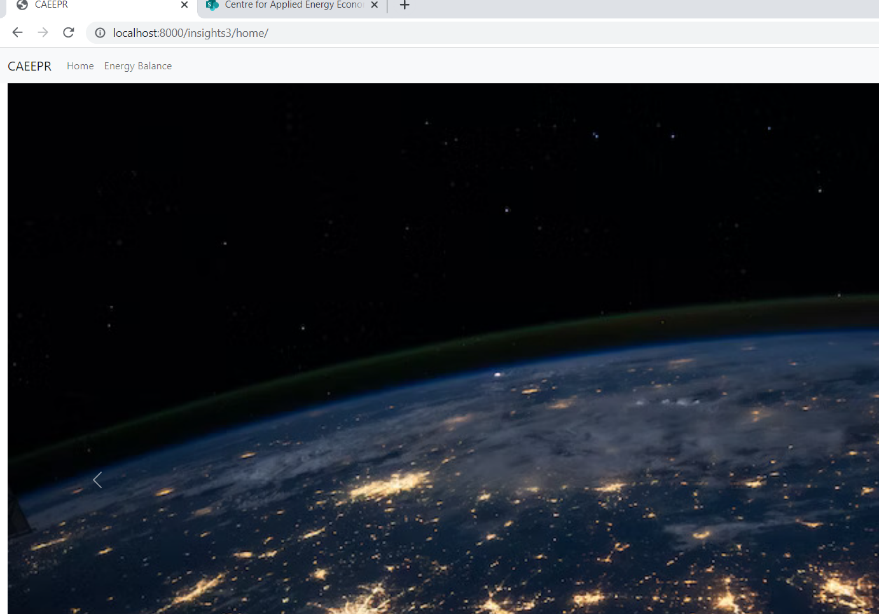 CAEEPR
Centre for Applied Energy Econo
localhost:8000/insights3/home/
CAEEPR Home Energy Balance